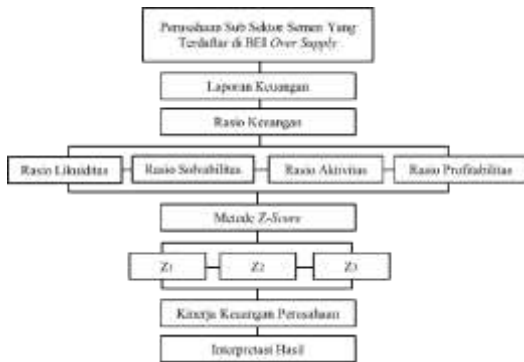 Perusahaan Sub Sektor Semen Yang
Terdaftar di BEI Over Supply
Laporan Keuangan
Rasio Keuangan
Rasio Likuiditas Rasio Solvabilitas Rasio Aktivitas Rasio Profitabilitas
Metode Z-Score
Z1 Z2 Z3
Kinerja Keuangan Perusahaan
Interpretasi Hasil